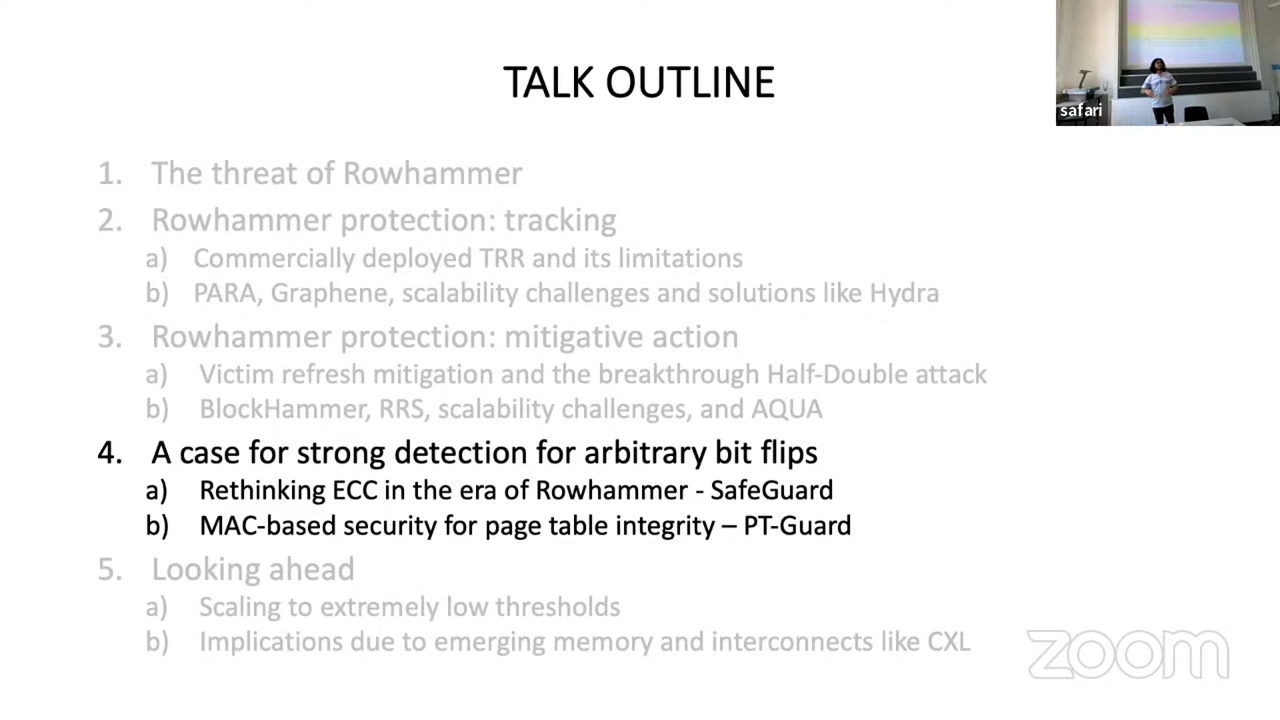 TALK OUTLINE
safari
1. The threat of Rowhammer
2. Rowhammer protection: tracking
a) Commercially deployed TRR and its limitations
b) PARA, Graphene, scalability challenges and solutions like Hydra
3. Rowhammer protection: mitigative action
a) Victim refresh mitigation and the breakthrough Half-Double attack
b) BlockHammer, RRS, scalability challenges, and AQUA
4. A case for strong detection for arbitrary bit flips
a) Rethinking ECC in the era of Rowhammer - SafeGuard
b) MAC-based security for page table integrity – PT-Guard
5. Looking ahead
a) Scaling to extremely low thresholds
b) Implications due to emerging memory and interconnects like CXL
zoom